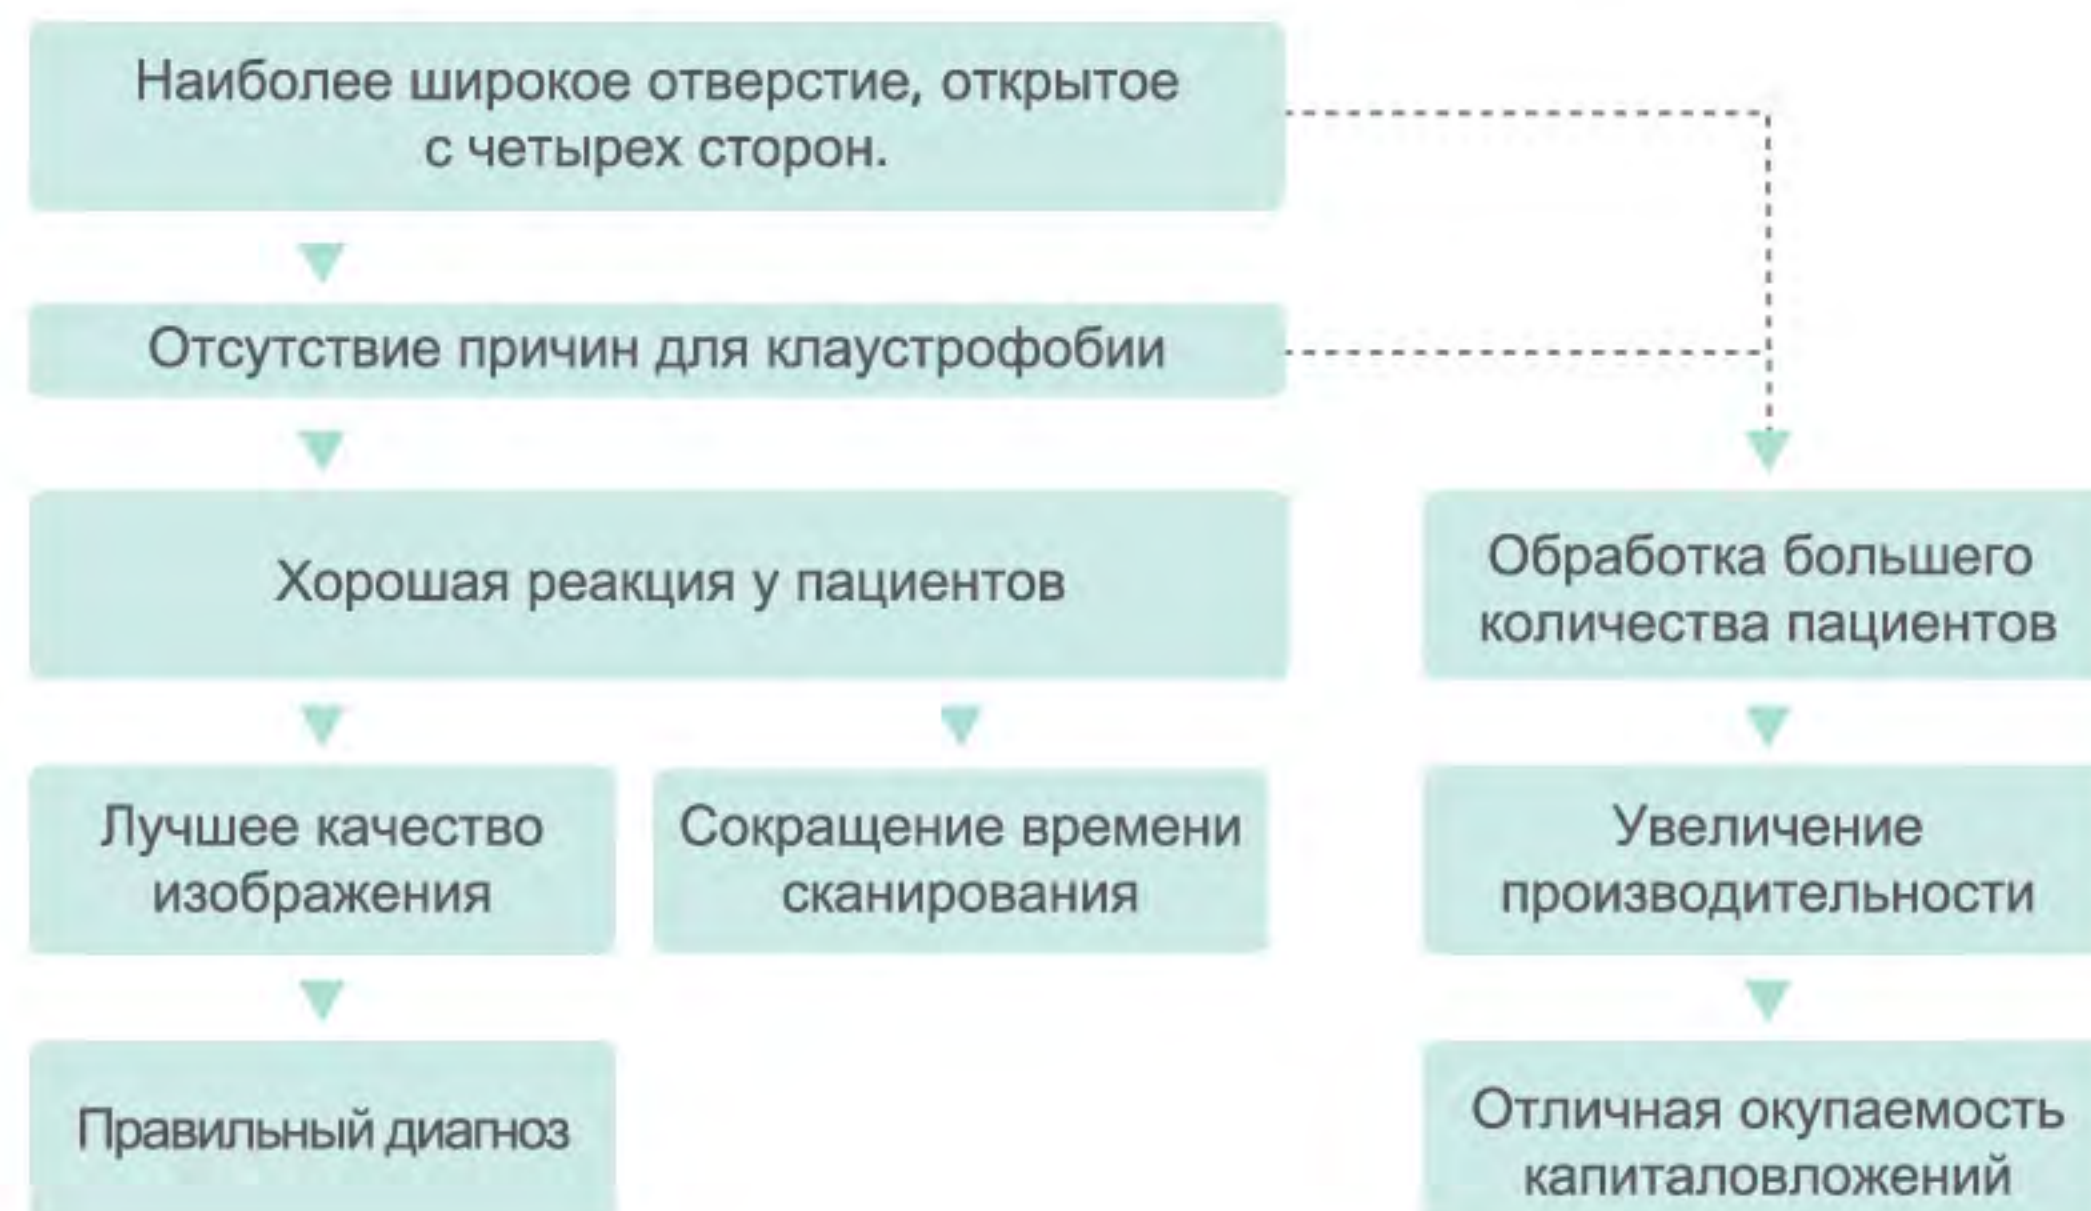 Наиболее широкое отверстие, открытое
с четырех сторон.
Отсутствие причин для клаустрофобии
Хорошая реакция у пациентов
Обработка большего
количества пациентов
Лучшее качество
изображения
Сокращение времени
сканирования
Увеличение
производительности
Правильный диагноз
Отличная окупаемость
капиталовложений